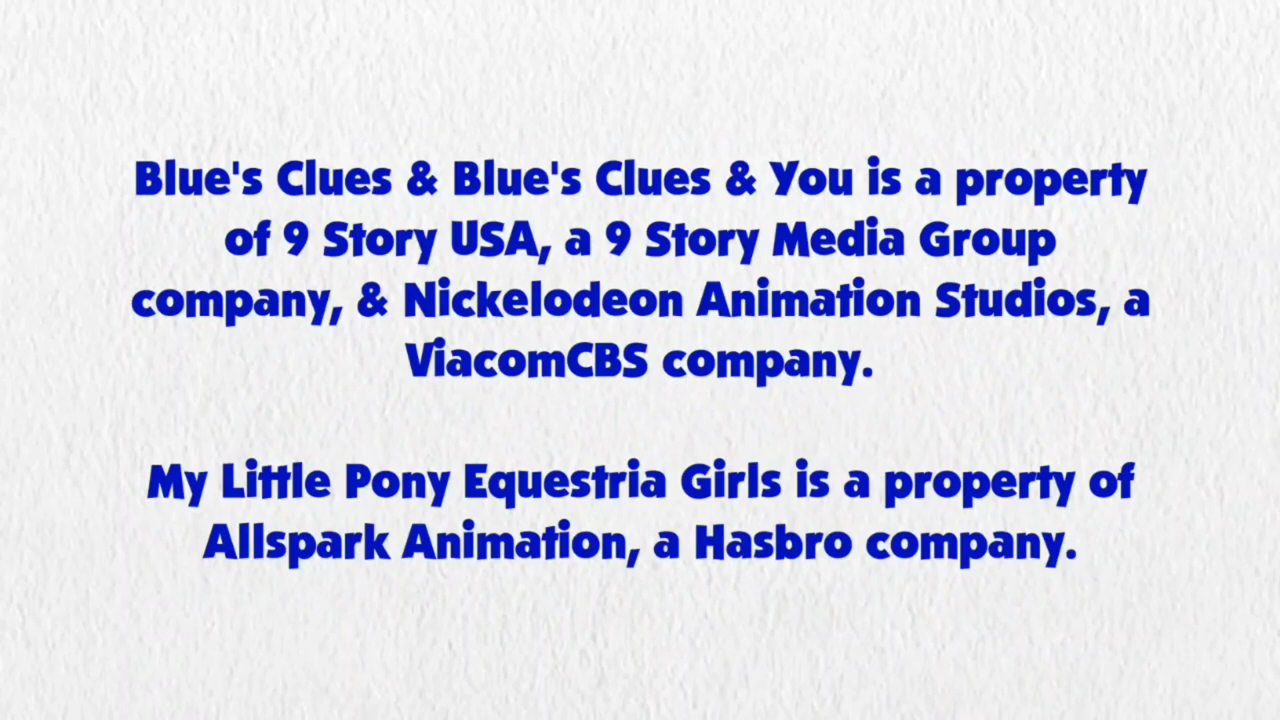 Blue's Clues & Blue's Clues & You is a property
of 9 Story USA, a 9 Story Media Group
company, & Nickelodeon Animation Studios, a
ViacomCBS company.
My Little Pony Equestria Girls is a property of
Allspark Animation, a Hasbro company.